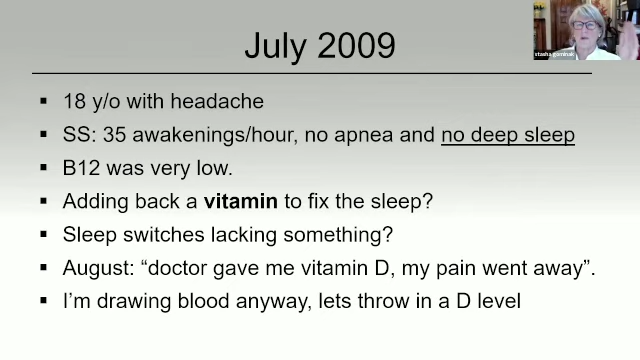 July 2009
stasha gominak
▪ 18 y/o with headache
▪ SS: 35 awakenings/hour, no apnea and no deep sleep
▪ B12 was very low.
▪ Adding back a vitamin to fix the sleep?
▪ Sleep switches lacking something?
▪ August: “doctor gave me vitamin D, my pain went away”.
▪ I’m drawing blood anyway, lets throw in a D level